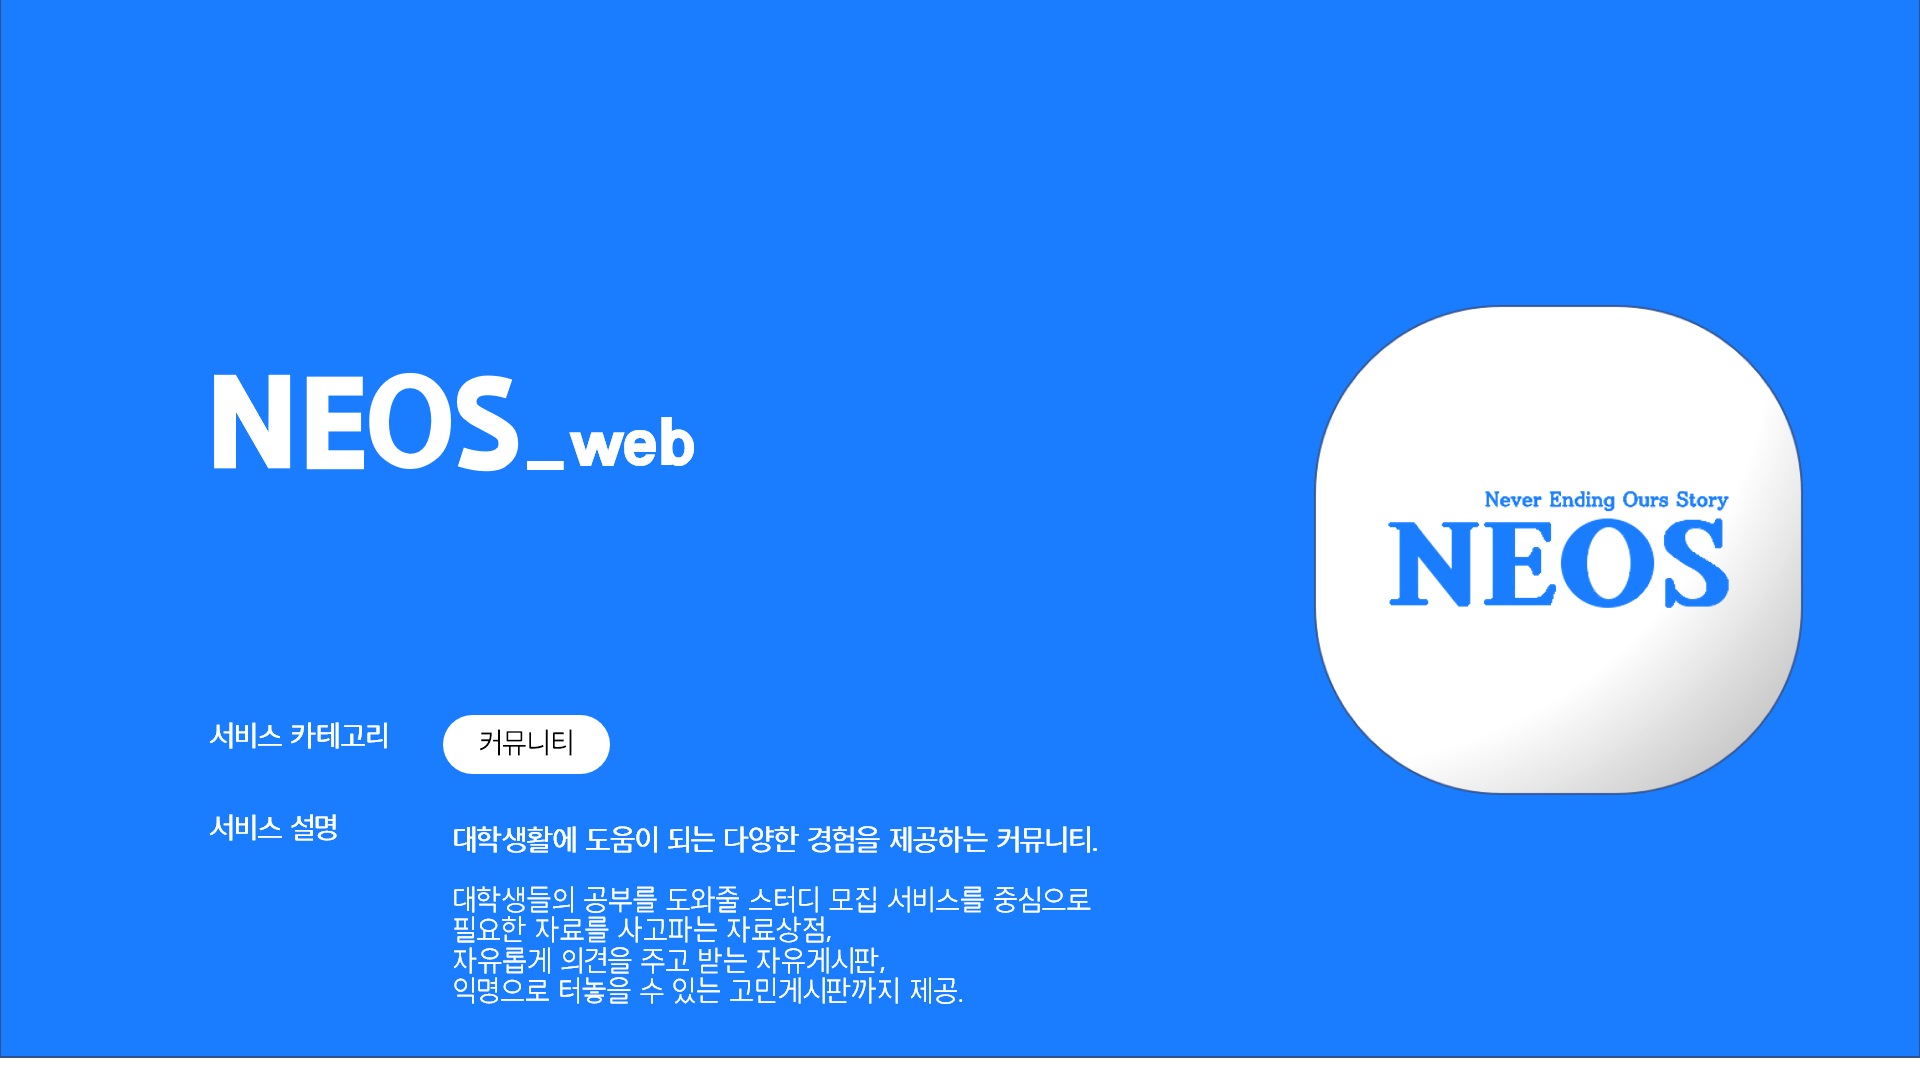 NEOS_web
Never Ending Ours Story
NEOS
서비스 카테고리
커뮤니티
서비스 설명
대학생활에 도움이 되는 다양한 경험을 제공하는 커뮤니티.
대학생들의 공부를 도와줄 스터디 모집 서비스를 중심으로
필요한 자료를 사고파는 자료상점,
자유롭게 의견을 주고 받는 자유게시판,
익명으로 터놓을 수 있는 고민게시판까지 제공.